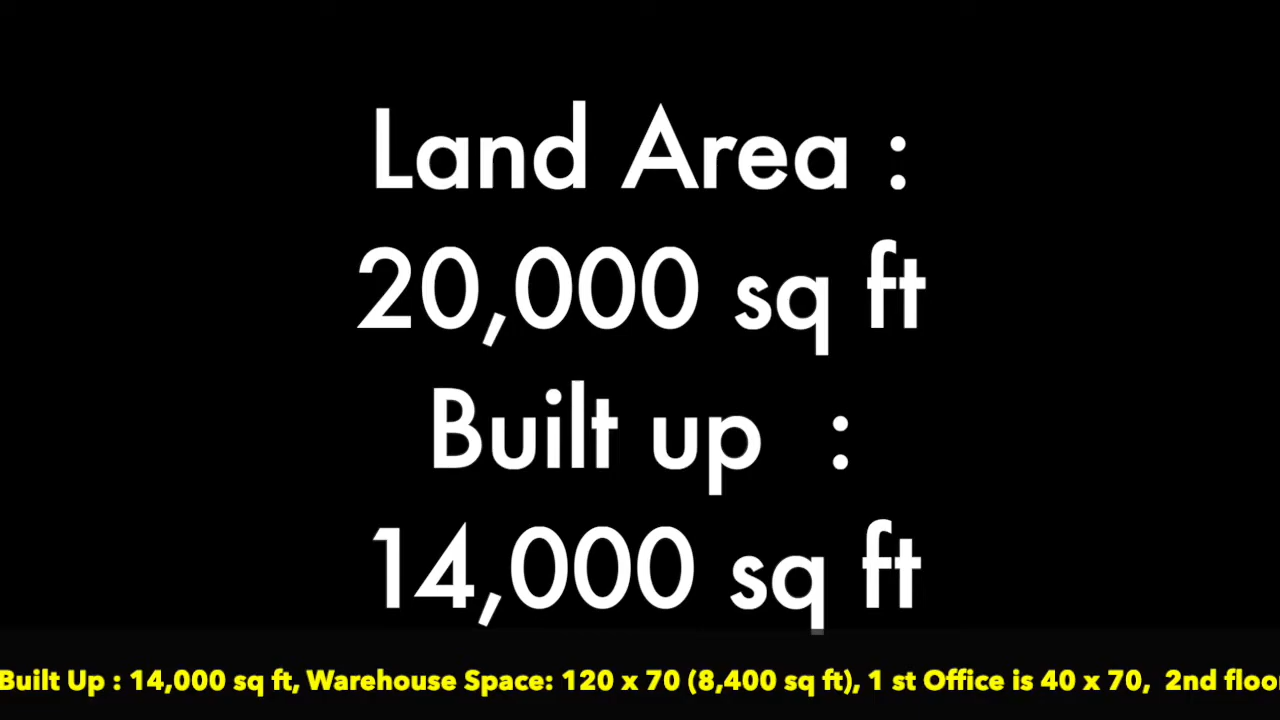 Land Area :
20,000 sq ft
Built up  :
14,000 sq ft
Built Up : 14,000 sq ft, Warehouse Space: 120 x 70 (8,400 sq ft), 1 st Office is 40 x 70,  2nd floo